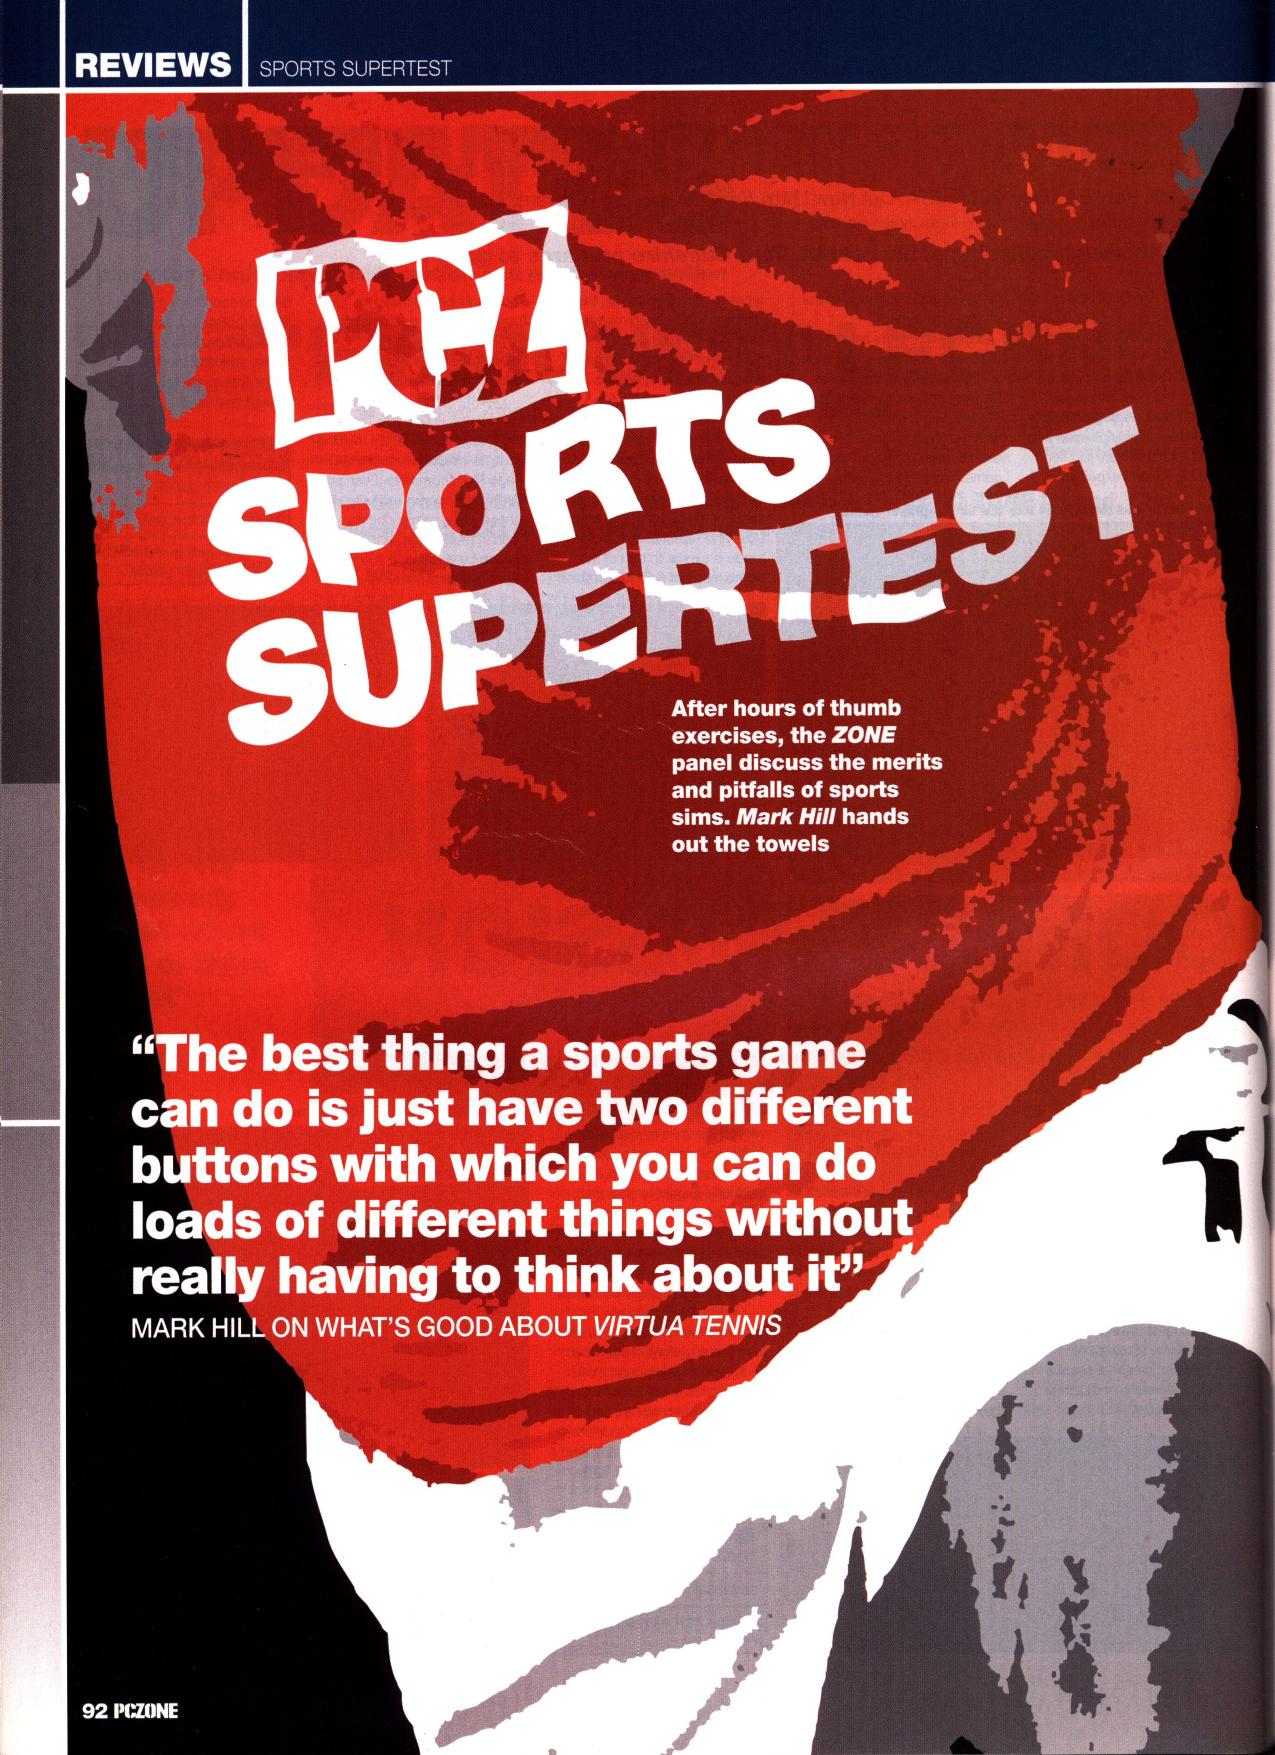 REVIEWS
SPORTS SUPERTEST
PCZ
SPORTS
SUPERTEST
After hours of thumb
exercises, the ZONE
panel discuss the merits
and pitfalls of sports
sims. Mark Hill hands
out the towels
“The best thing a sports game
can do is just have two different
buttons with which you can do
loads of different things without
really having to think about it”
MARK HILL ON WHAT'S GOOD ABOUT VIRTUA TENNIS
92 PCZONE